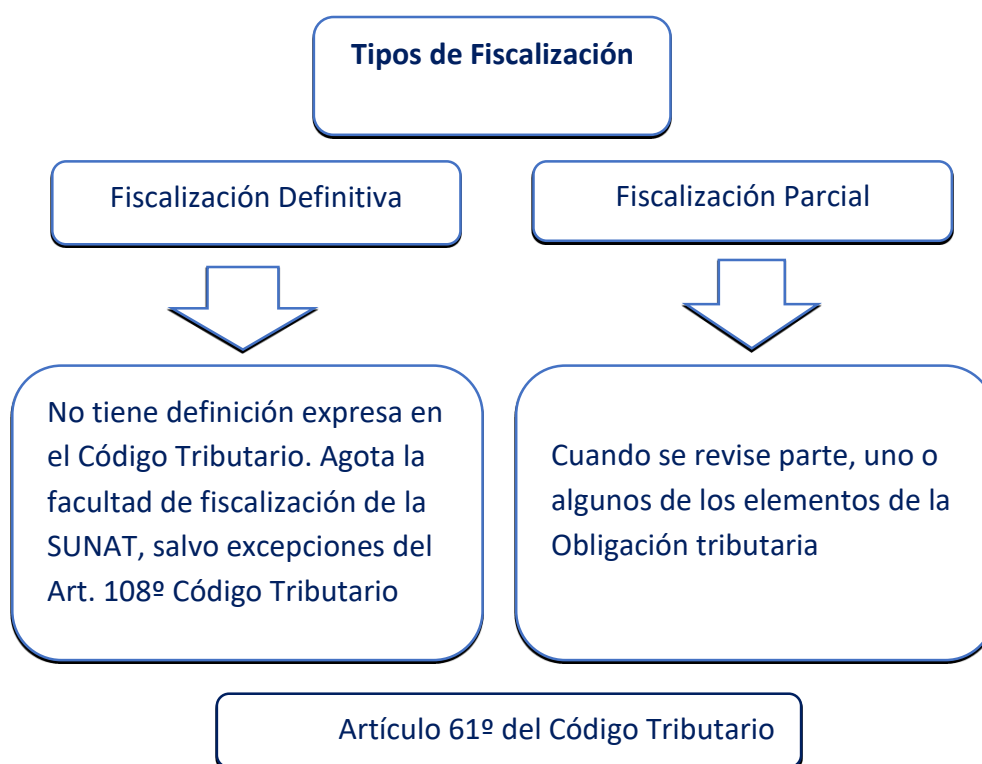 Tipos de Fiscalización
Fiscalización Definitiva
Fiscalización Parcial
No tiene definición expresa en
el Código Tributario. Agota la
facultad de fiscalización de la
SUNAT, salvo excepciones del
Art. 108º Código Tributario
Cuando se revise parte, uno o
algunos de los elementos de la
Obligación tributaria
Artículo 61º del Código Tributario